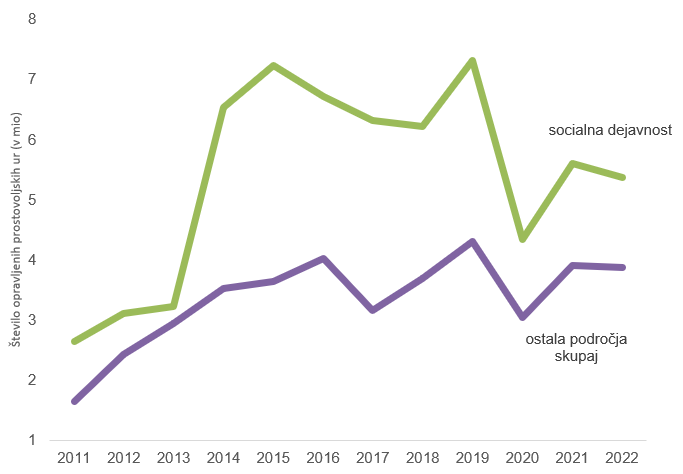 8
7
6
5
4
3
2
1
Število opravljenih prostovoljskih ur (v mio)
socialna dejavnost
ostala področja
skupaj
2011 2012 2013 2014 2015 2016 2017 2018 2019 2020 2021 2022